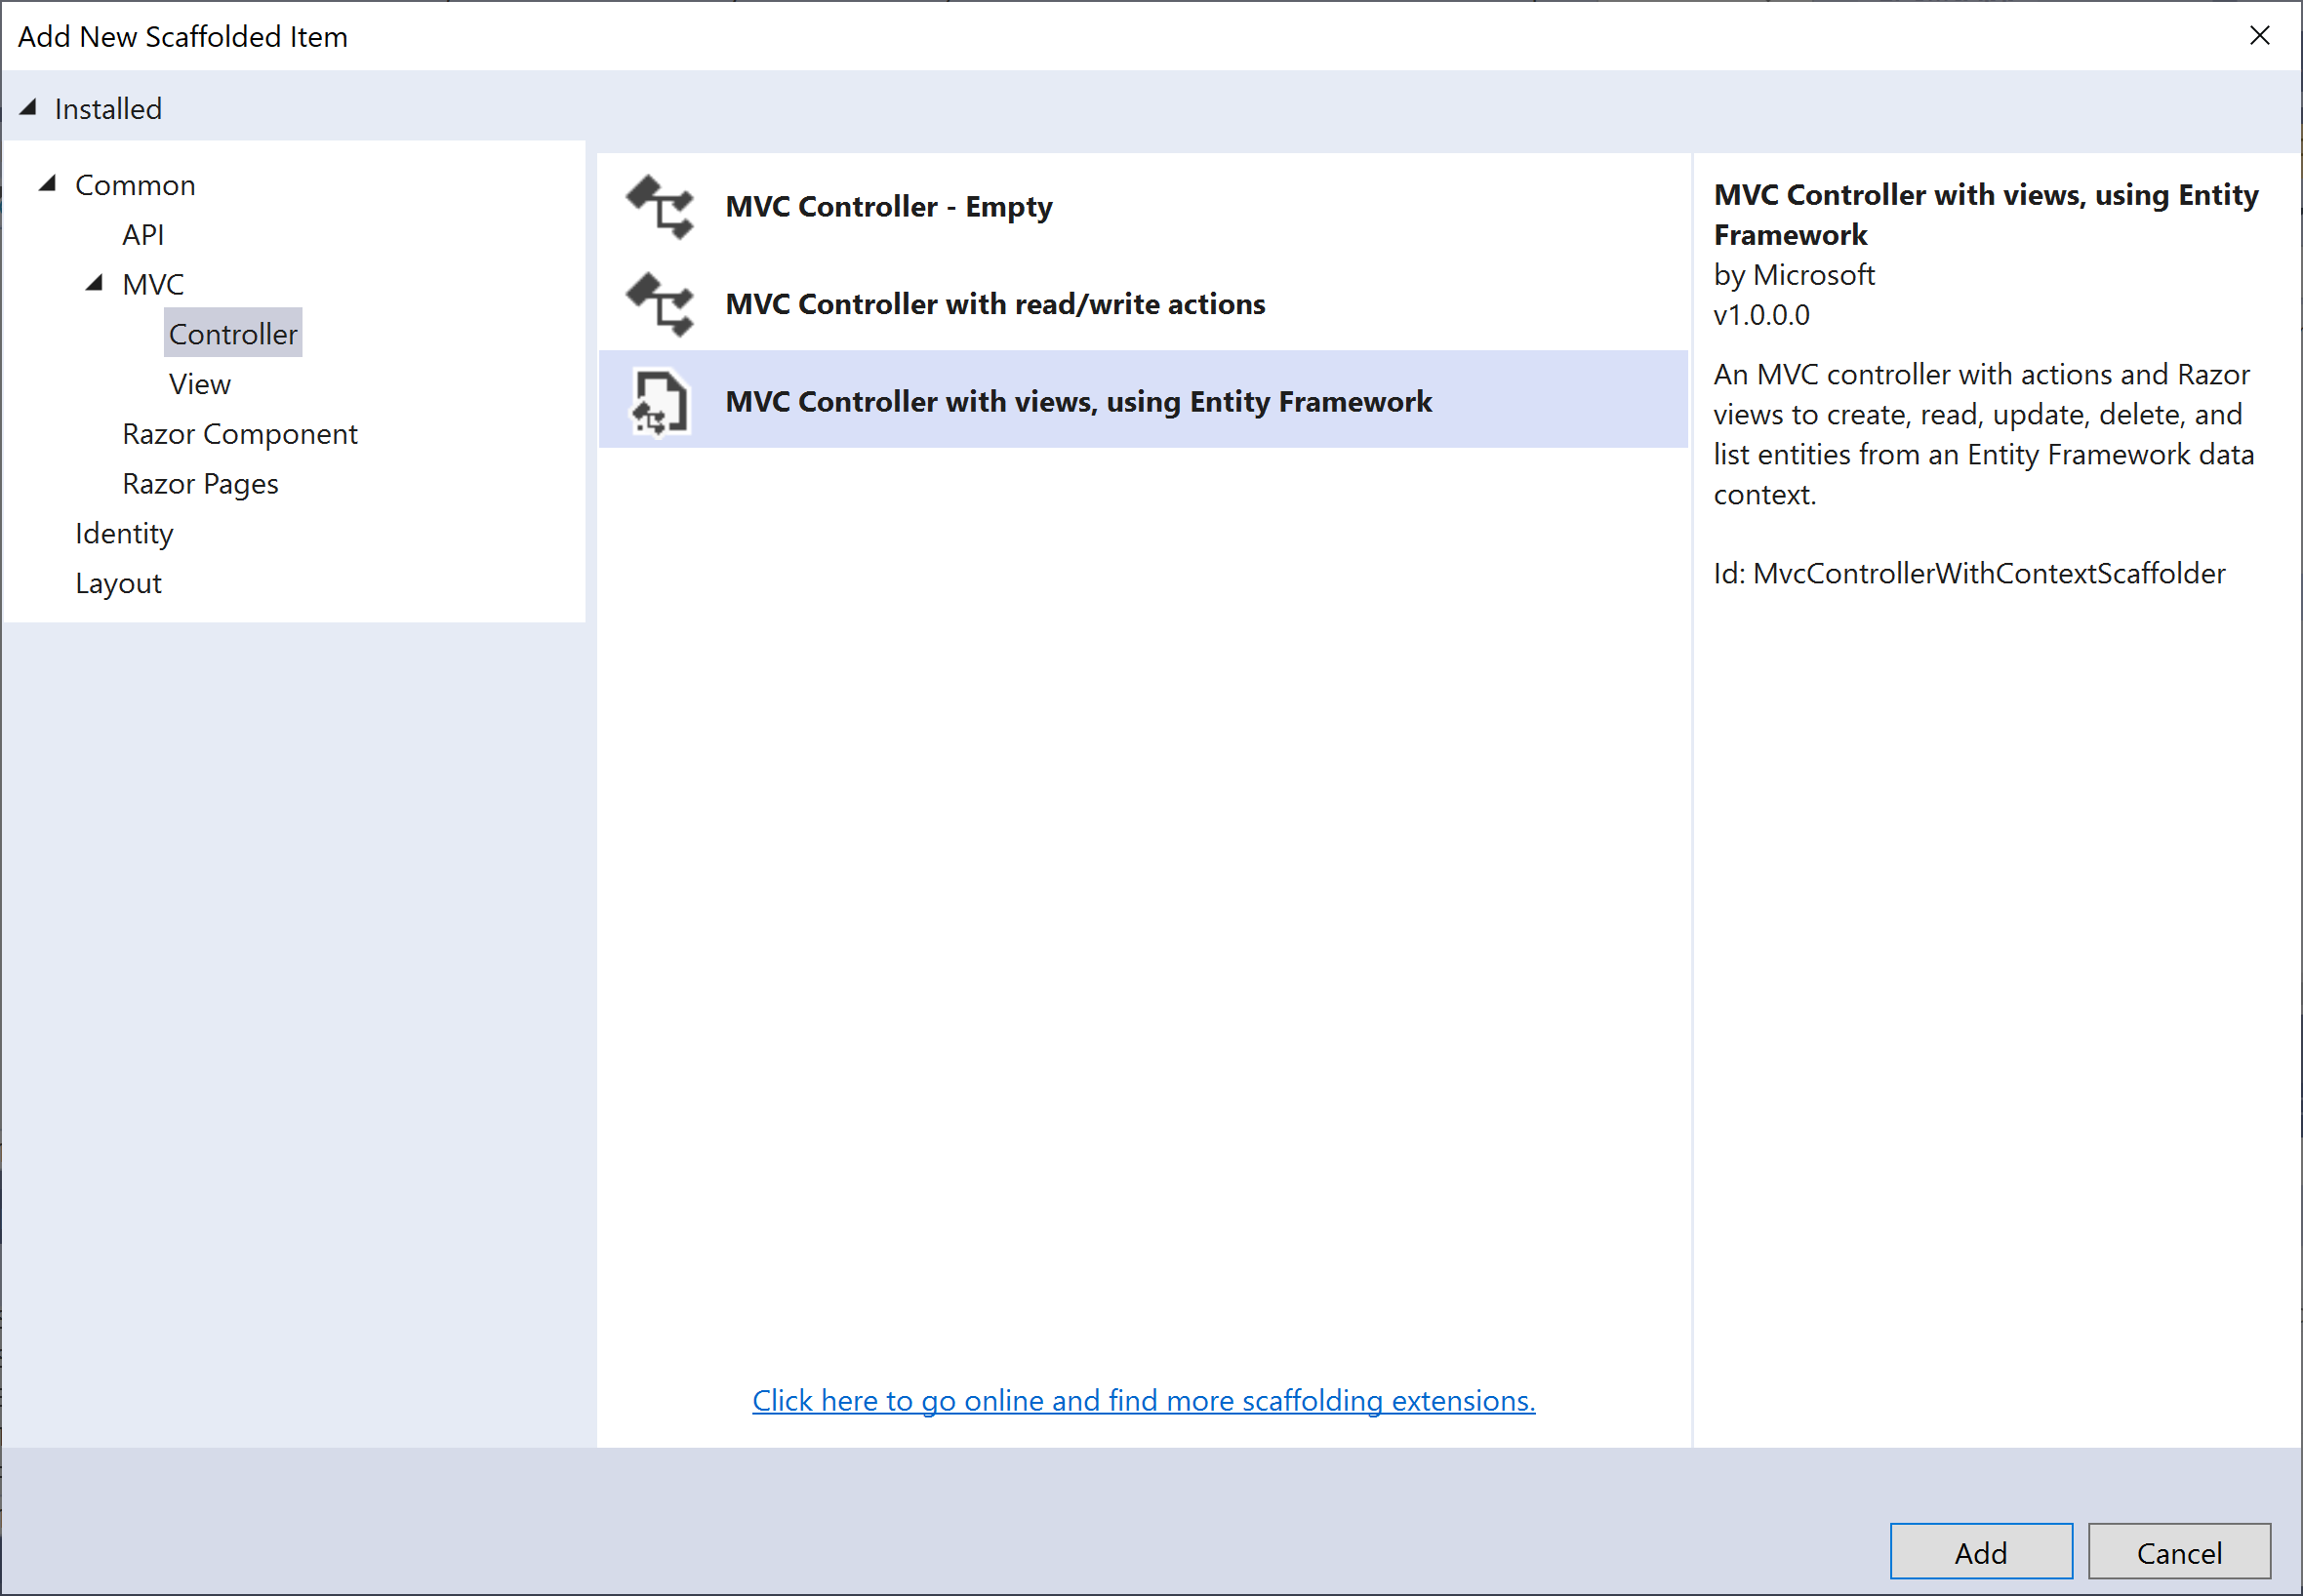 Add New Scaffolded Item
Installed
Common
API
MVC
Controller
View
Razor Component
Razor Pages
Identity
Layout
MVC Controller - Empty
MVC Controller with read/write actions
MVC Controller with views, using Entity Framework
Click here to go online and find more scaffolding extensions.
MVC Controller with views, using Entity
Framework
by Microsoft
v1.0.0.0
An MVC controller with actions and Razor
views to create, read, update, delete, and
list entities from an Entity Framework data
context.
Id: MvcControllerWithContextScaffolder
Add
Cancel